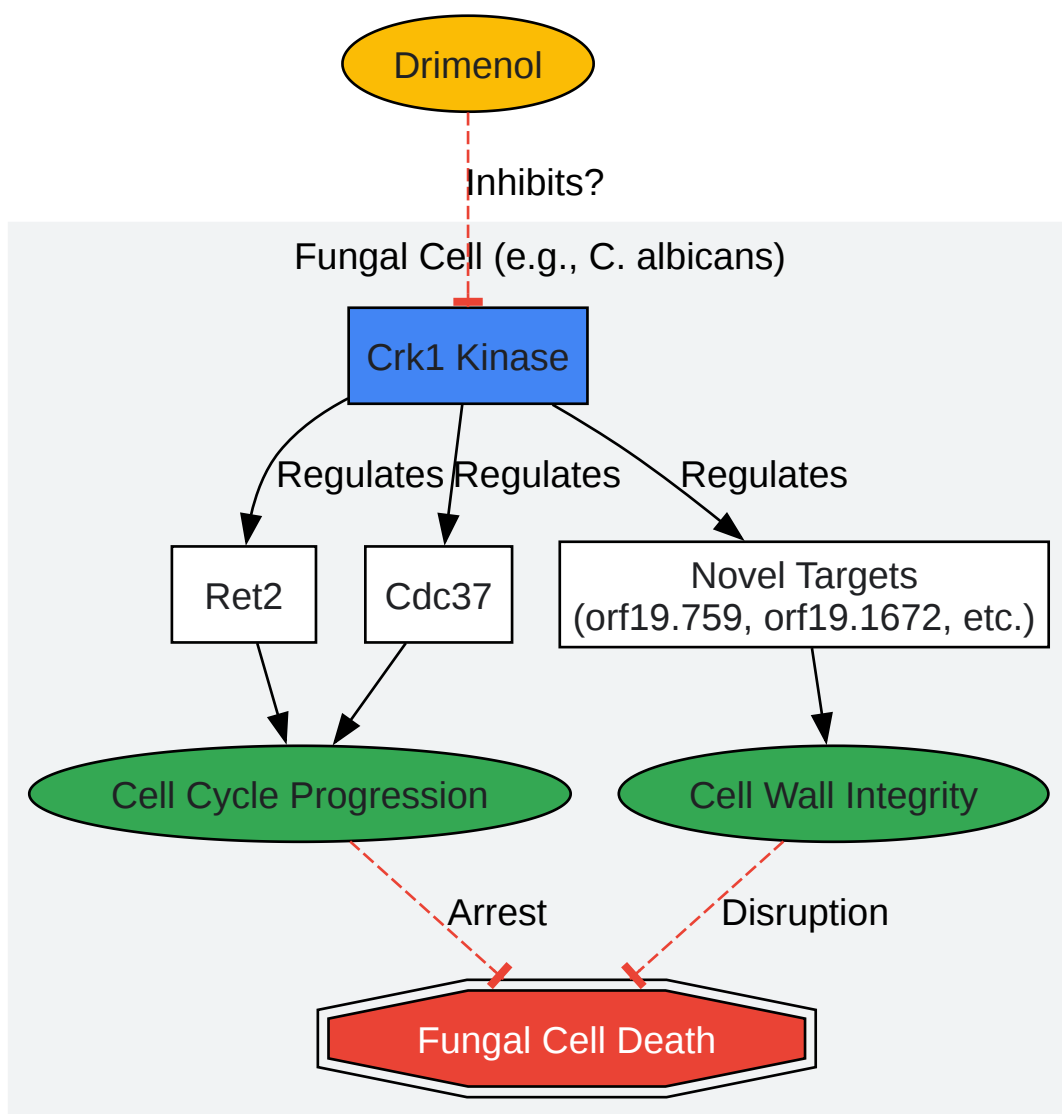 Drimenol
Inhibits?
Fungal Cell (e.g., C. albicans)
Crk1 Kinase
Regulates
Regulates
Regulates
Ret2
Cdc37
Novel Targets
(orf19.759, orf19.1672, etc.)
Cell Cycle Progression
Cell Wall Integrity
Arrest
Disruption
Fungal Cell Death